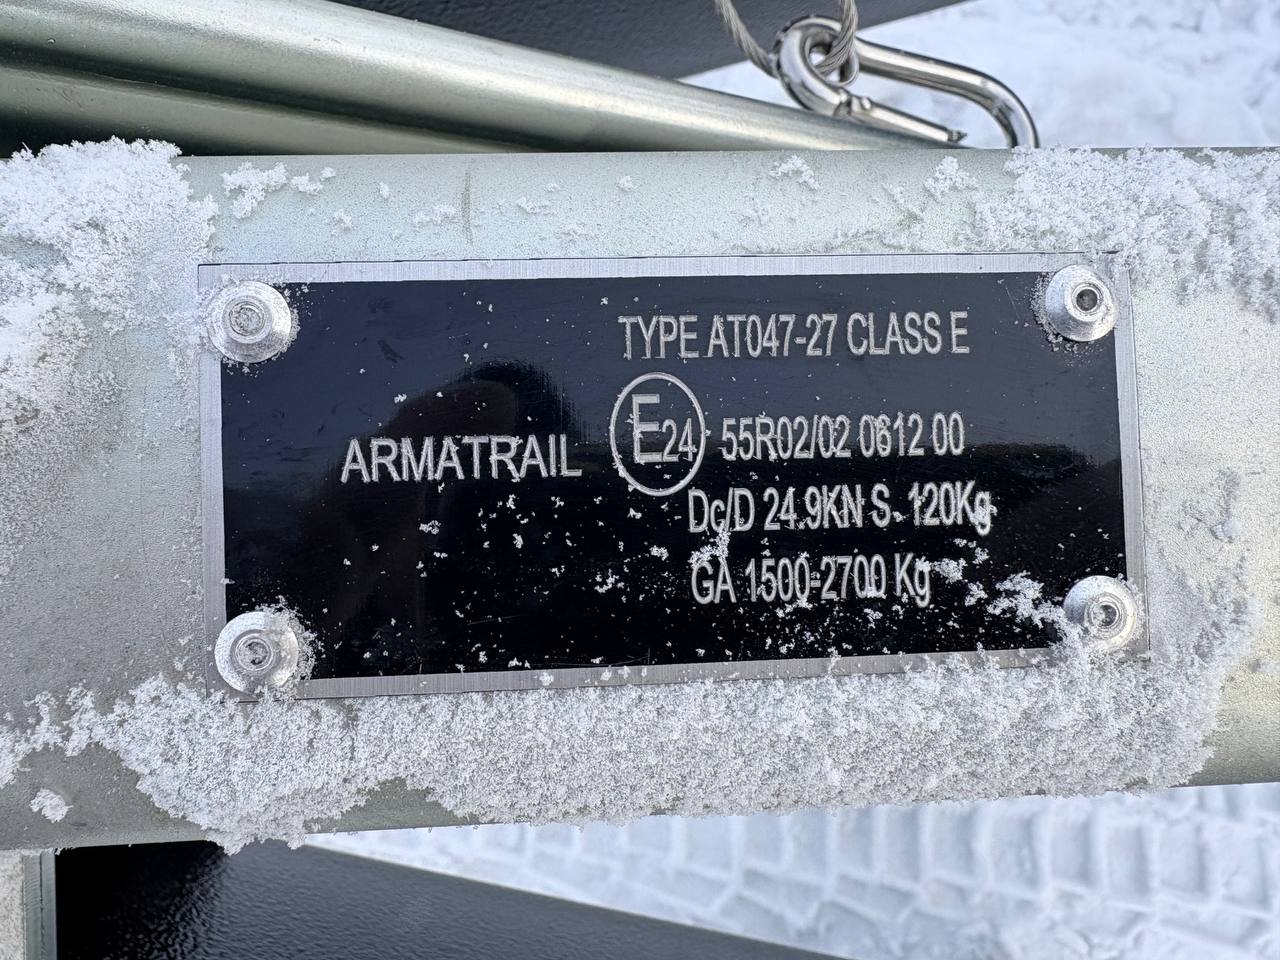 TYPE AT047-27 CLASS E
ARMATRAIL E24 55R02/02 0612 00
Dc/D 24.9KN S 120Kg
GA 1500-2700 Kg